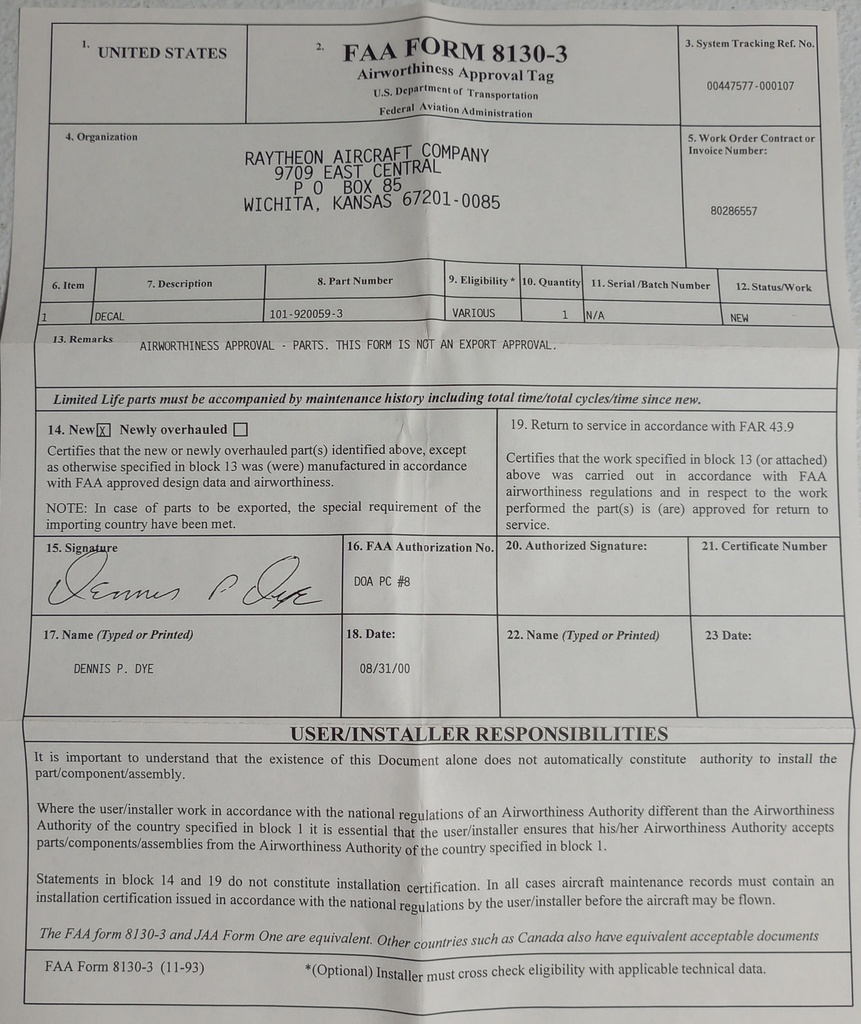 1. UNITED STATES
2. FAA FORM 8130-3
Airworthiness Approval Tag
U.S. Department of Transportation
Federal Aviation Administration
3. System Tracking Ref. No.
00447577-000107
4. Organization
RAYTHEON AIRCRAFT COMPANY
9709 EAST CENTRAL
P O BOX 85
WICHITA, KANSAS 67201-0085
5. Work Order Contract or
Invoice Number:
80286557
6. Item 7. Description 8. Part Number 9. Eligibility * 10. Quantity 11. Serial /Batch Number 12. Status/Work
1 DECAL 101-920059-3 VARIOUS 1 N/A NEW
13. Remarks AIRWORTHINESS APPROVAL - PARTS. THIS FORM IS NOT AN EXPORT APPROVAL.
Limited Life parts must be accompanied by maintenance history including total time/total cycles/time since new.
14. New X Newly overhauled
Certifies that the new or newly overhauled part(s) identified above, except
as otherwise specified in block 13 was (were) manufactured in accordance
with FAA approved design data and airworthiness.
NOTE: In case of parts to be exported, the special requirement of the
importing country have been met.
19. Return to service in accordance with FAR 43.9
Certifies that the work specified in block 13 (or attached)
above was carried out in accordance with FAA
airworthiness regulations and in respect to the work
performed the part(s) is (are) approved for return to
service.
15. Signature
Dennis P Dye
16. FAA Authorization No.
DOA PC #8
20. Authorized Signature:
21. Certificate Number
17. Name (Typed or Printed)
DENNIS P. DYE
18. Date:
08/31/00
22. Name (Typed or Printed)
23 Date:
USER/INSTALLER RESPONSIBILITIES
It is important to understand that the existence of this Document alone does not automatically constitute authority to install the
part/component/assembly.
Where the user/installer work in accordance with the national regulations of an Airworthiness Authority different than the Airworthiness
Authority of the country specified in block 1 it is essential that the user/installer ensures that his/her Airworthiness Authority accepts
parts/components/assemblies from the Airworthiness Authority of the country specified in block 1.
Statements in block 14 and 19 do not constitute installation certification. In all cases aircraft maintenance records must contain an
installation certification issued in accordance with the national regulations by the user/installer before the aircraft may be flown.
The FAA form 8130-3 and JAA Form One are equivalent. Other countries such as Canada also have equivalent acceptable documents
FAA Form 8130-3 (11-93) *(Optional) Installer must cross check eligibility with applicable technical data.